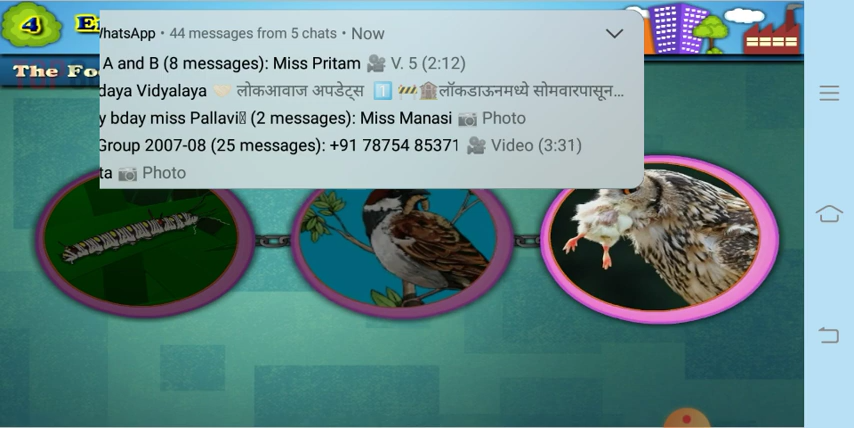 4
WhatsApp • 44 messages from 5 chats • Now
A and B (8 messages): Miss Pritam 🎥 V. 5 (2:12)
daya Vidyalaya 🤝🏻 लोकआवाज अपडेट्स 1️⃣ 🚧🏚️लॉकडाऊनमध्ये सोमवारपासून...
y bday miss Pallavi (2 messages): Miss Manasi 📷 Photo
Group 2007-08 (25 messages): +91 78754 85371 🎥 Video (3:31)
ta 📷 Photo
The Fo